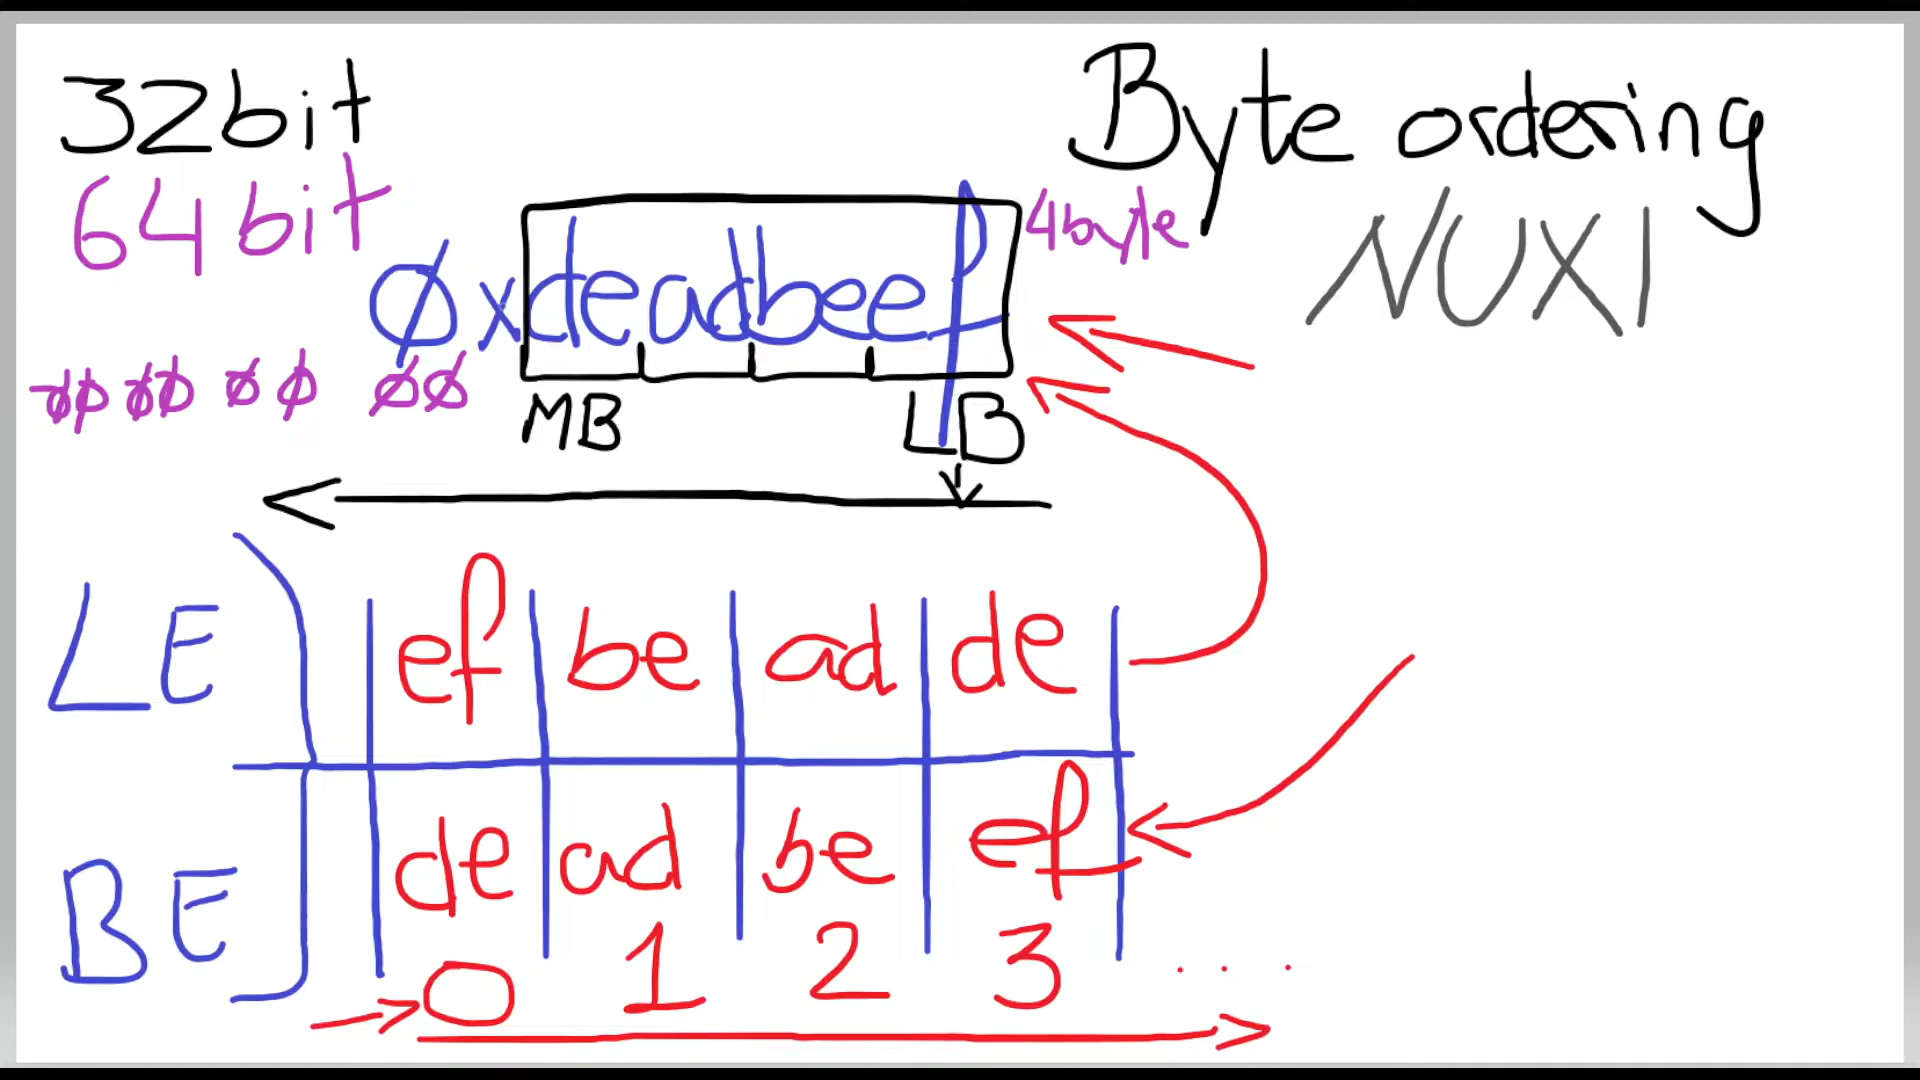 32bit
Byte ordering
64bit
4byte
NUXI
0xdeadbeef
00 00 00 00
MB LB
LE ef be ad de
BE de ad be ef
0 1 2 3 ....